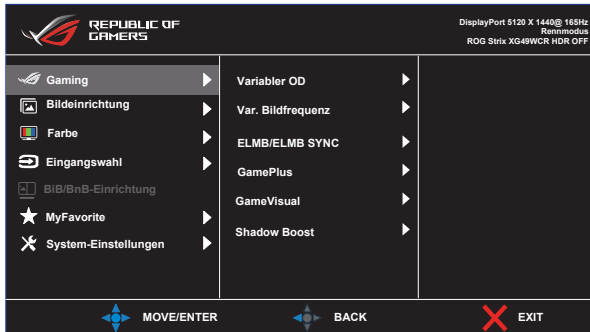 REPUBLIC OF
GAMERS
DisplayPort 5120 X 1440@ 165Hz
Rennmodus
ROG Strix XG49WCR HDR OFF
Gaming
Bildeinrichtung
Farbe
Eingangswahl
BiB/BnB-Einrichtung
MyFavorite
System-Einstellungen
Variabler OD
Var. Bildfrequenz
ELMB/ELMB SYNC
GamePlus
GameVisual
Shadow Boost
MOVE/ENTER
BACK
EXIT